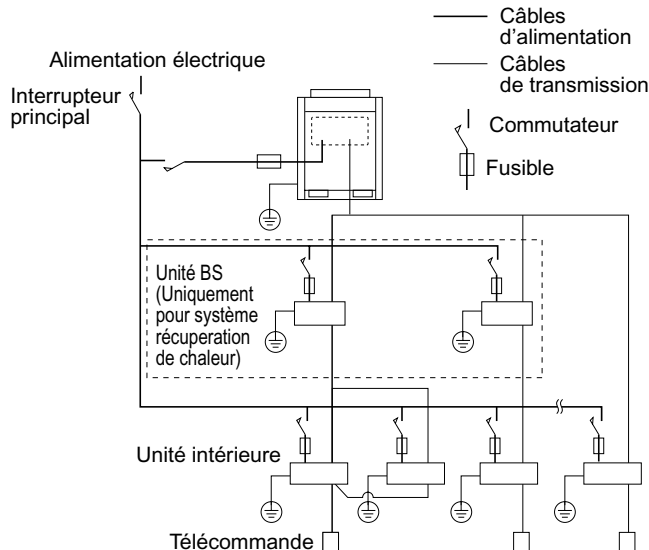 Câbles
d'alimentation
Câbles
de transmission
Alimentation électrique
Interrupteur
principal
Commutateur
Fusible
Unité BS
(Uniquement
pour système
récuperation
de chaleur)
Unité intérieure
Télécommande